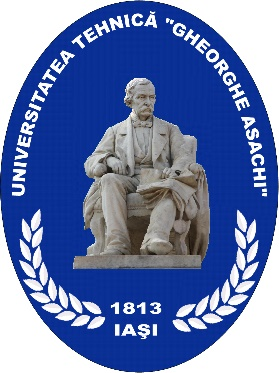 UNIVERSITATEA TEHNICĂ "GHEORGHE ASACHI"
1813
IAŞI